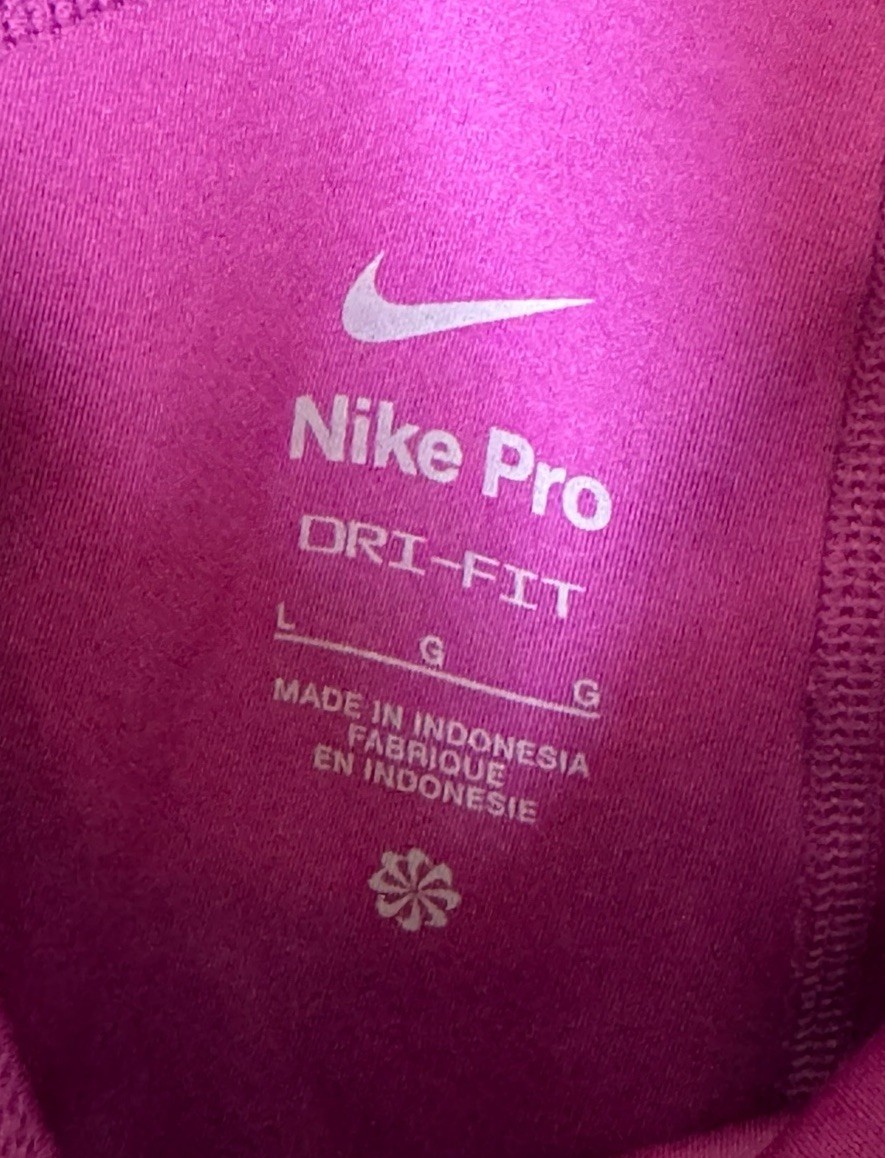 Nike Pro
DRI-FIT
L G G
MADE IN INDONESIA
FABRIQUE
EN INDONESIE